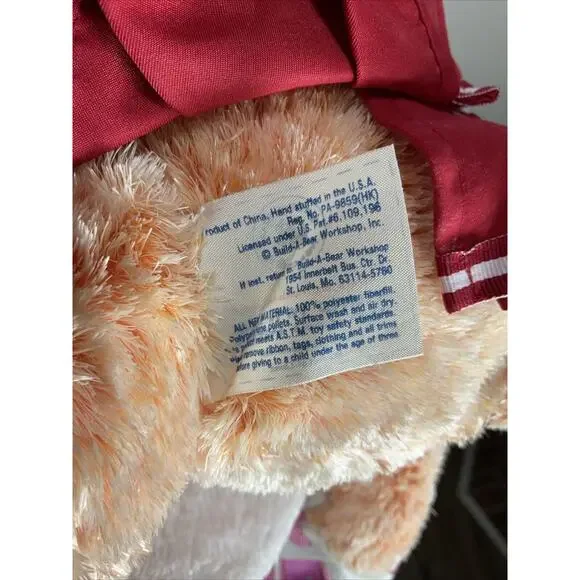 roduct of China. Hand stuffed in the U.S.A.
Reg. No. PA-9859(HK)
Licensed under U.S. Pat.#6,109,196
© Build-A-Bear Workshop, Inc.
If lost, return to: Build-A-Bear Workshop
1954 Innerbelt Bus. Ctr. Dr.
St. Louis, Mo. 63114-5760
ALL NEW MATERIAL: 100% polyester fiberfill.
Polypropylene pullets. Surface wash and air dry.
meets A.S.T.M. toy safety standards.
remove ribbon, tags, clothing and all trims
before giving to a child under the age of three